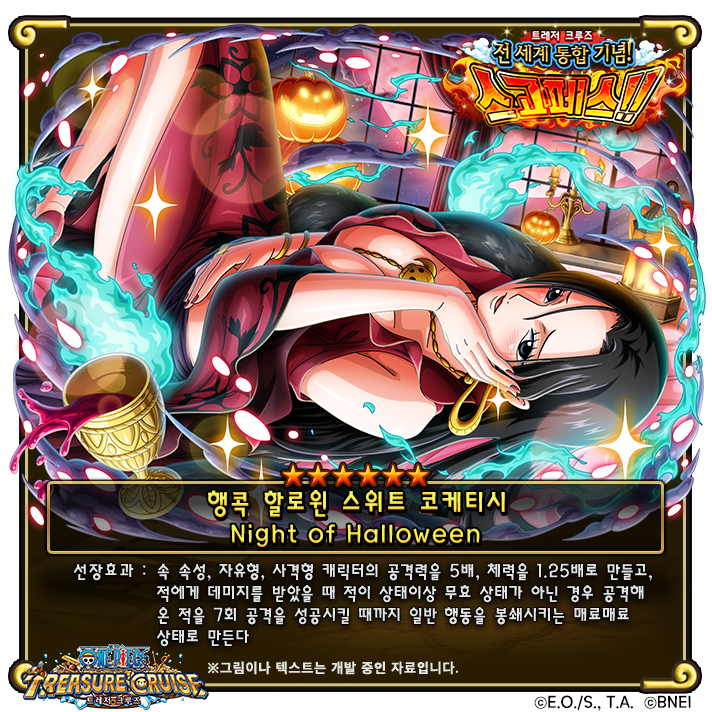 트레저 크루즈
전 세계 통합 기념!
스고페스!!
행콕 할로윈 스위트 코케티시
Night of Halloween
선장효과 : 속 속성, 자유형, 사격형 캐릭터의 공격력을 5배, 체력을 1.25배로 만들고,
적에게 데미지를 받았을 때 적이 상태이상 무효 상태가 아닌 경우 공격해
온 적을 7회 공격을 성공시킬 때까지 일반 행동을 봉쇄시키는 매료매료
상태로 만든다
ONE PIECE
TREASURE CRUISE
트레저 크루즈
※그림이나 텍스트는 개발 중인 자료입니다.
©E.O./S., T.A. ©BNEI